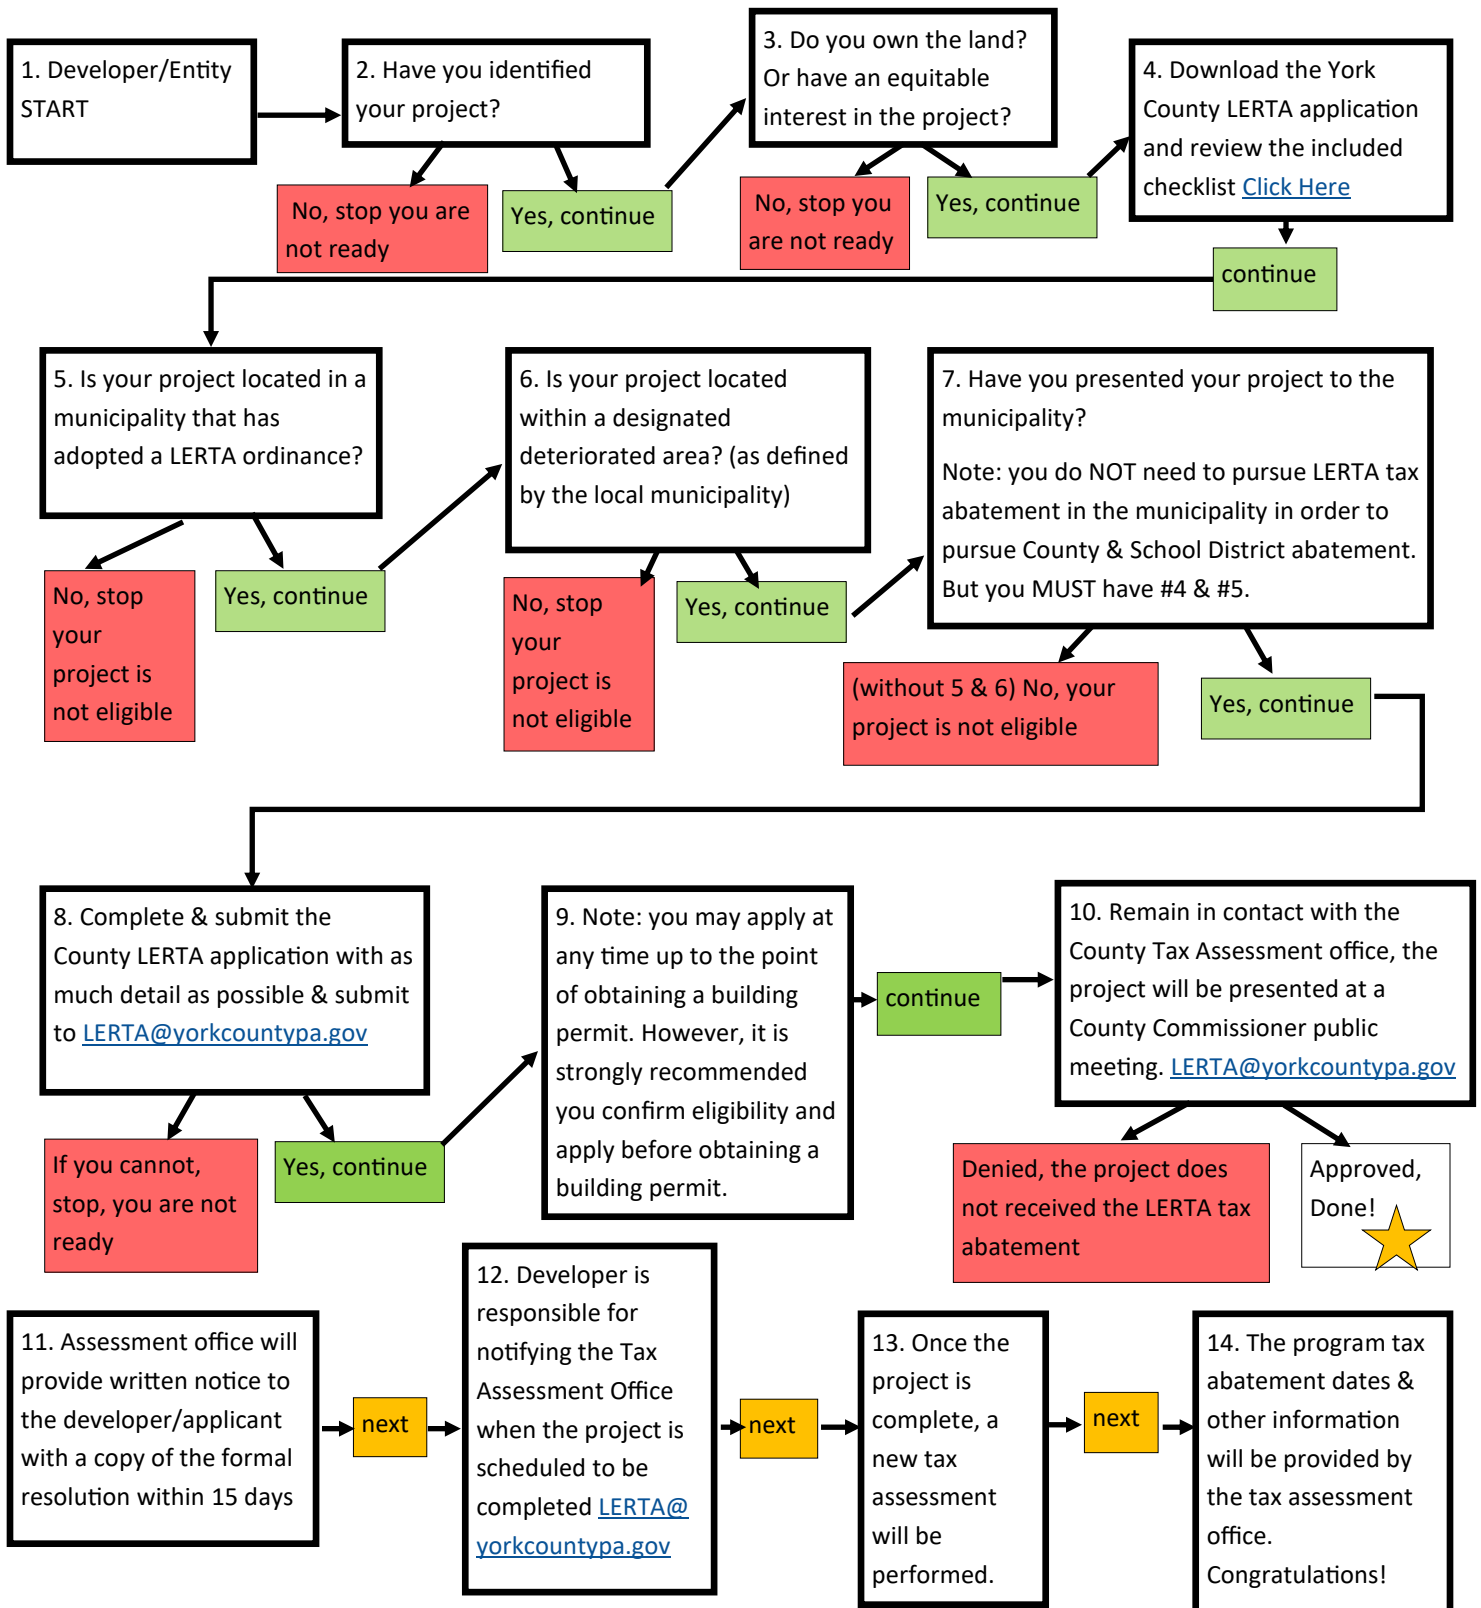 1. Developer/Entity
START
2. Have you identified
your project?
No, stop you are
not ready
Yes, continue
3. Do you own the land?
Or have an equitable
interest in the project?
No, stop you
are not ready
Yes, continue
4. Download the York
County LERTA application
and review the included
checklist Click Here
continue
5. Is your project located in a
municipality that has
adopted a LERTA ordinance?
No, stop
your
project is
not eligible
Yes, continue
6. Is your project located
within a designated
deteriorated area? (as defined
by the local municipality)
No, stop
your
project is
not eligible
Yes, continue
7. Have you presented your project to the
municipality?
Note: you do NOT need to pursue LERTA tax
abatement in the municipality in order to
pursue County & School District abatement.
But you MUST have #4 & #5.
(without 5 & 6) No, your
project is not eligible
Yes, continue
8. Complete & submit the
County LERTA application with as
much detail as possible & submit
to LERTA@yorkcountypa.gov
If you cannot,
stop, you are not
ready
Yes, continue
9. Note: you may apply at
any time up to the point
of obtaining a building
permit. However, it is
strongly recommended
you confirm eligibility and
apply before obtaining a
building permit.
continue
10. Remain in contact with the
County Tax Assessment office, the
project will be presented at a
County Commissioner public
meeting. LERTA@yorkcountypa.gov
Denied, the project does
not received the LERTA tax
abatement
Approved,
Done!
11. Assessment office will
provide written notice to
the developer/applicant
with a copy of the formal
resolution within 15 days
next
12. Developer is
responsible for
notifying the Tax
Assessment Office
when the project is
scheduled to be
completed LERTA@
yorkcountypa.gov
next
13. Once the
project is
complete, a
new tax
assessment
will be
performed.
next
14. The program tax
abatement dates &
other information
will be provided by
the tax assessment
office.
Congratulations!